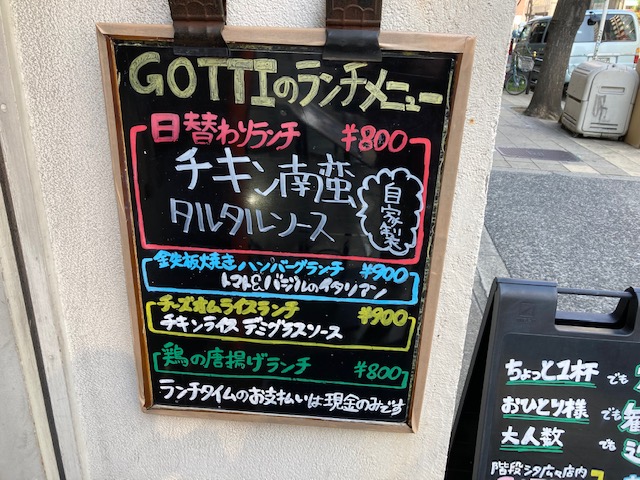 GOTTIのランチメニュー
日替わりランチ ¥800
チキン南蛮
タルタルソース
自家製
鉄板焼きハンバーグランチ ¥900
トマト&バジルのイタリアン
チーズオムライスランチ ¥900
チキンライス デミグラスソース
鶏の唐揚げランチ ¥800
ランチタイムのお支払いは現金のみです
ちょっと1杯でも
おひとり様でも
大人数でも